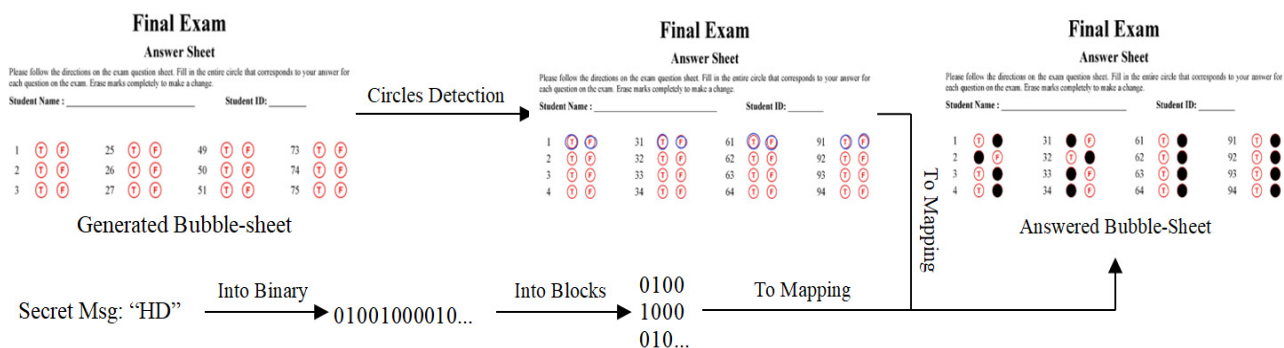 Final Exam
Answer Sheet
Please follow the directions on the exam question sheet. Fill in the entire circle that corresponds to your answer for
each question on the exam. Erase marks completely to make a change.
Student Name : Student ID:
1 T F 25 T F 49 T F 73 T F
2 T F 26 T F 50 T F 74 T F
3 T F 27 T F 51 T F 75 T F
Generated Bubble-sheet
Circles Detection
Final Exam
Answer Sheet
Please follow the directions on the exam question sheet. Fill in the entire circle that corresponds to your answer for
each question on the exam. Erase marks completely to make a change.
Student Name : Student ID:
1 T F 31 T F 61 T F 91 T F
2 T F 32 T F 62 T F 92 T F
3 T F 33 T F 63 T F 93 T F
4 T F 34 T F 64 T F 94 T F
To Mapping
Final Exam
Answer Sheet
Please follow the directions on the exam question sheet. Fill in the entire circle that corresponds to your answer for
each question on the exam. Erase marks completely to make a change.
Student Name : Student ID:
1 T 31 F 61 T 91 T
2 F 32 T 62 T 92 T
3 T 33 F 63 T 93 T
4 T 34 F 64 T 94 T
Answered Bubble-Sheet
Secret Msg: “HD”
Into Binary
01001000010...
Into Blocks
0100
1000
010...
To Mapping